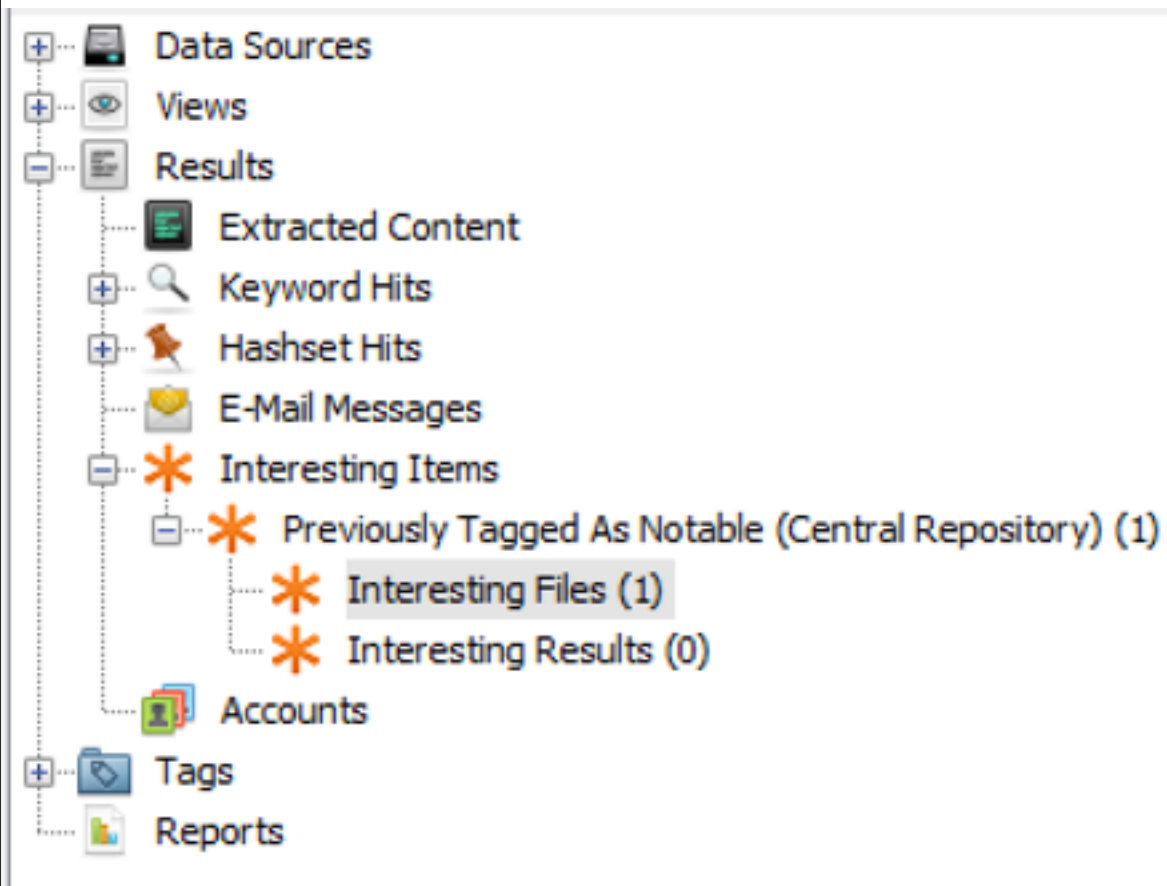 Data Sources
Views
Results
Extracted Content
Keyword Hits
Hashset Hits
E-Mail Messages
Interesting Items
Previously Tagged As Notable (Central Repository) (1)
Interesting Files (1)
Interesting Results (0)
Accounts
Tags
Reports